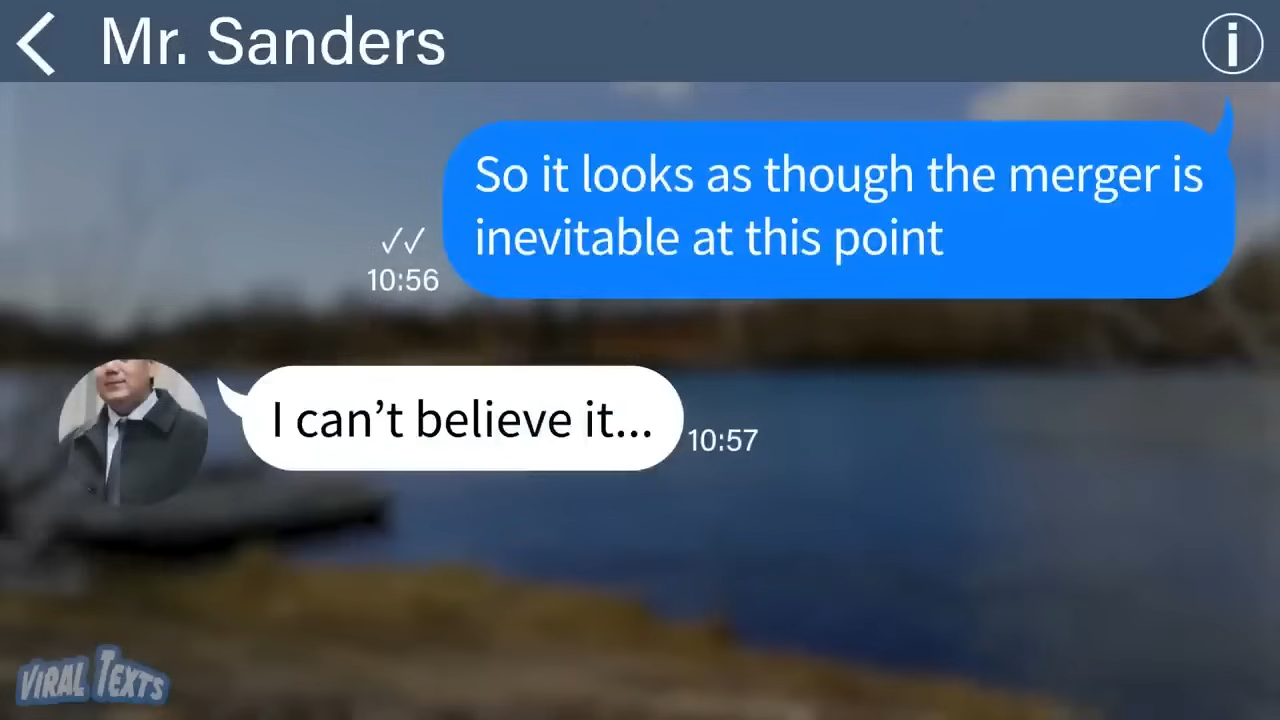 Mr. Sanders
So it looks as though the merger is
inevitable at this point
10:56
I can’t believe it...
10:57
VIRAL TEXTS